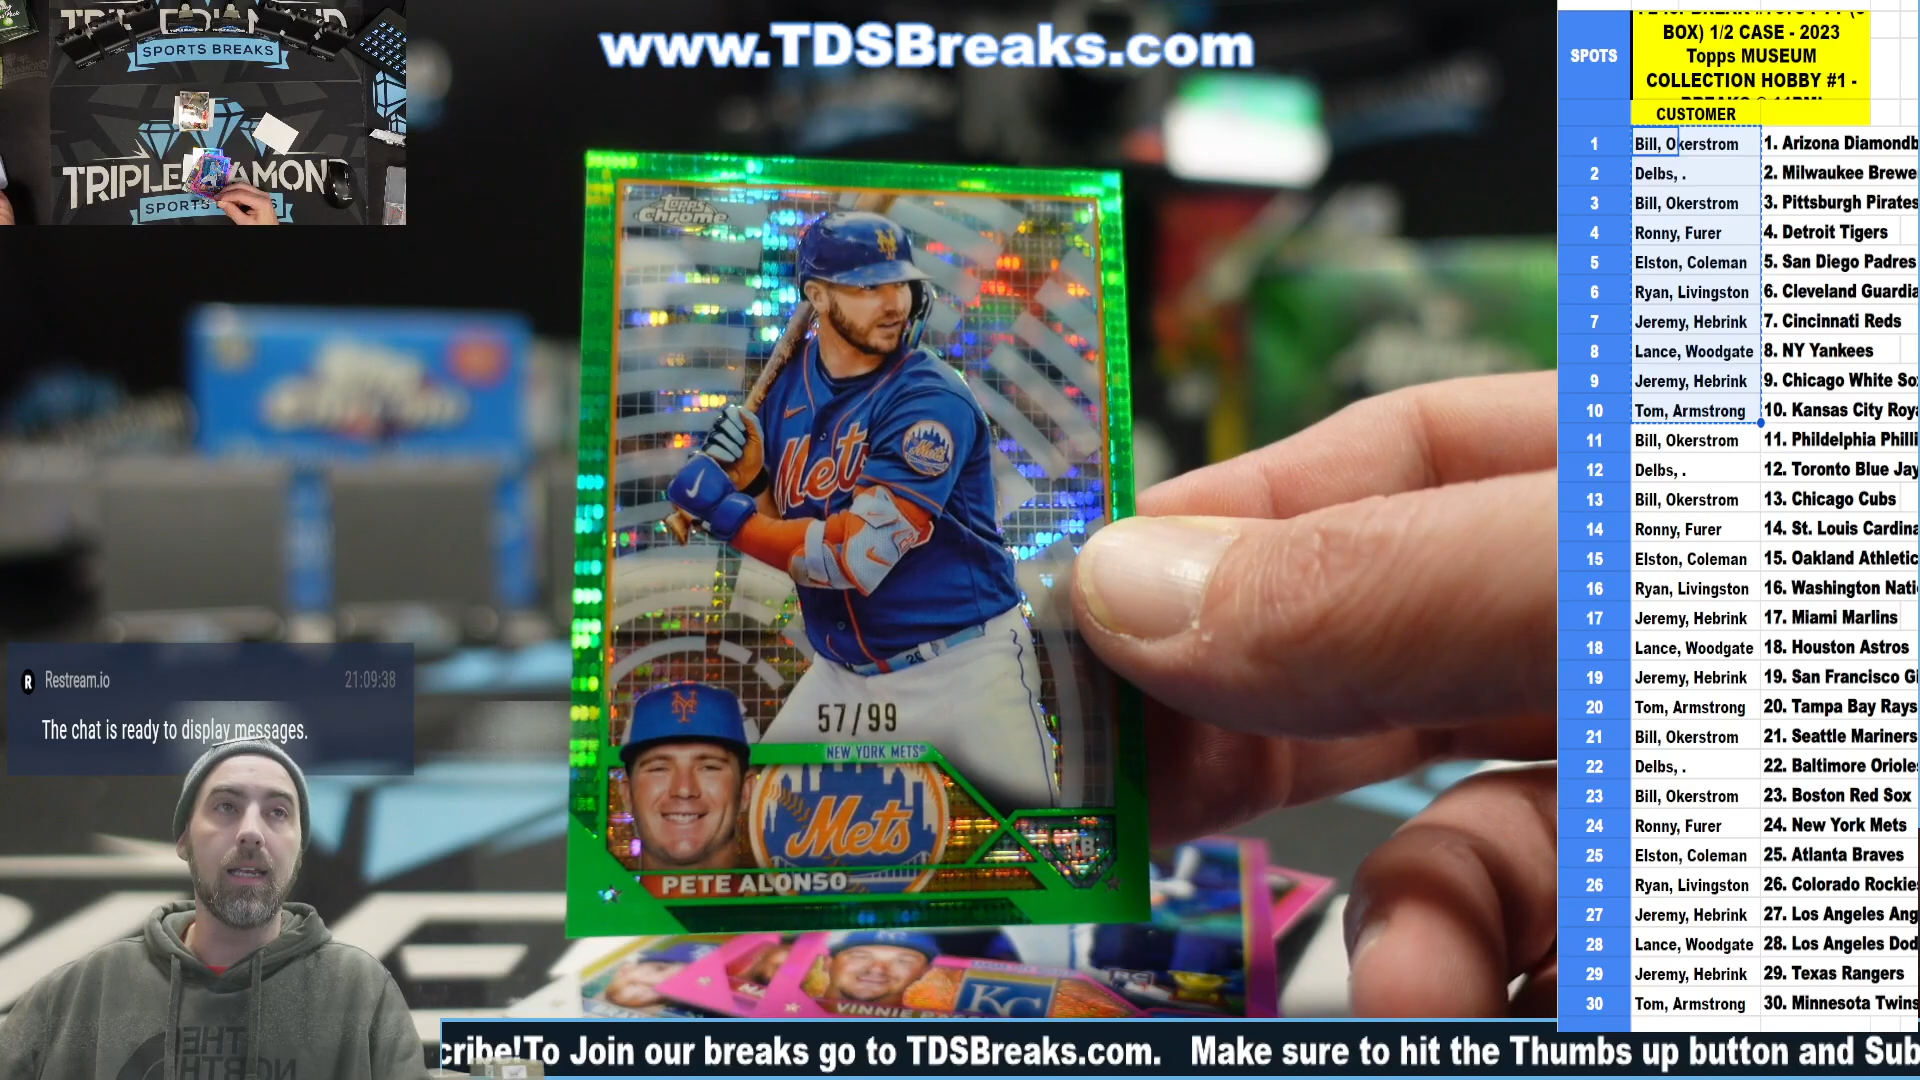 www.TDSBreaks.com
SPORTS BREAKS
TRIPLE DIAMOND
SPORTS
Topps
Chrome
Mets
Mets
57/99
NEW YORK METS
Mets
1B
PETE ALONSO
VINNIE
KC
RC
Restream.io 21:09:38
The chat is ready to display messages.
THE
NORTH
cribe!To Join our breaks go to TDSBreaks.com. Make sure to hit the Thumbs up button and Sub
SPOTS
BOX) 1/2 CASE - 2023
Topps MUSEUM
COLLECTION HOBBY #1 -
CUSTOMER
1 Bill, Okerstrom 1. Arizona Diamondb
2 Delbs, . 2. Milwaukee Brewe
3 Bill, Okerstrom 3. Pittsburgh Pirates
4 Ronny, Furer 4. Detroit Tigers
5 Elston, Coleman 5. San Diego Padres
6 Ryan, Livingston 6. Cleveland Guardia
7 Jeremy, Hebrink 7. Cincinnati Reds
8 Lance, Woodgate 8. NY Yankees
9 Jeremy, Hebrink 9. Chicago White So
10 Tom, Armstrong 10. Kansas City Roya
11 Bill, Okerstrom 11. Phildelphia Philli
12 Delbs, . 12. Toronto Blue Jay
13 Bill, Okerstrom 13. Chicago Cubs
14 Ronny, Furer 14. St. Louis Cardina
15 Elston, Coleman 15. Oakland Athletic
16 Ryan, Livingston 16. Washington Nati
17 Jeremy, Hebrink 17. Miami Marlins
18 Lance, Woodgate 18. Houston Astros
19 Jeremy, Hebrink 19. San Francisco Gi
20 Tom, Armstrong 20. Tampa Bay Rays
21 Bill, Okerstrom 21. Seattle Mariners
22 Delbs, . 22. Baltimore Oriole
23 Bill, Okerstrom 23. Boston Red Sox
24 Ronny, Furer 24. New York Mets
25 Elston, Coleman 25. Atlanta Braves
26 Ryan, Livingston 26. Colorado Rockie
27 Jeremy, Hebrink 27. Los Angeles Ang
28 Lance, Woodgate 28. Los Angeles Dod
29 Jeremy, Hebrink 29. Texas Rangers
30 Tom, Armstrong 30. Minnesota Twins